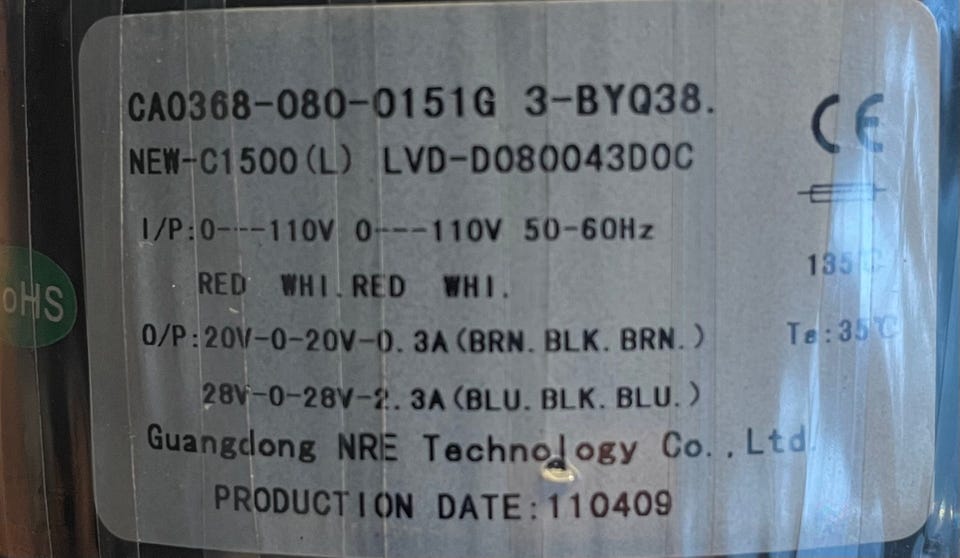 CA0368-080-0151G 3-BYQ38.
NEW-C1500(L) LVD-D080043D0C
I/P:0---110V 0---110V 50-60Hz
RED WHI.RED WHI.
O/P:20V-0-20V-0.3A(BRN.BLK.BRN.)
28V-0-28V-2.3A(BLU.BLK.BLU.)
Guangdong NRE Technology Co.,Ltd.
PRODUCTION DATE:110409
CE
135℃
Ta:35℃
oHS